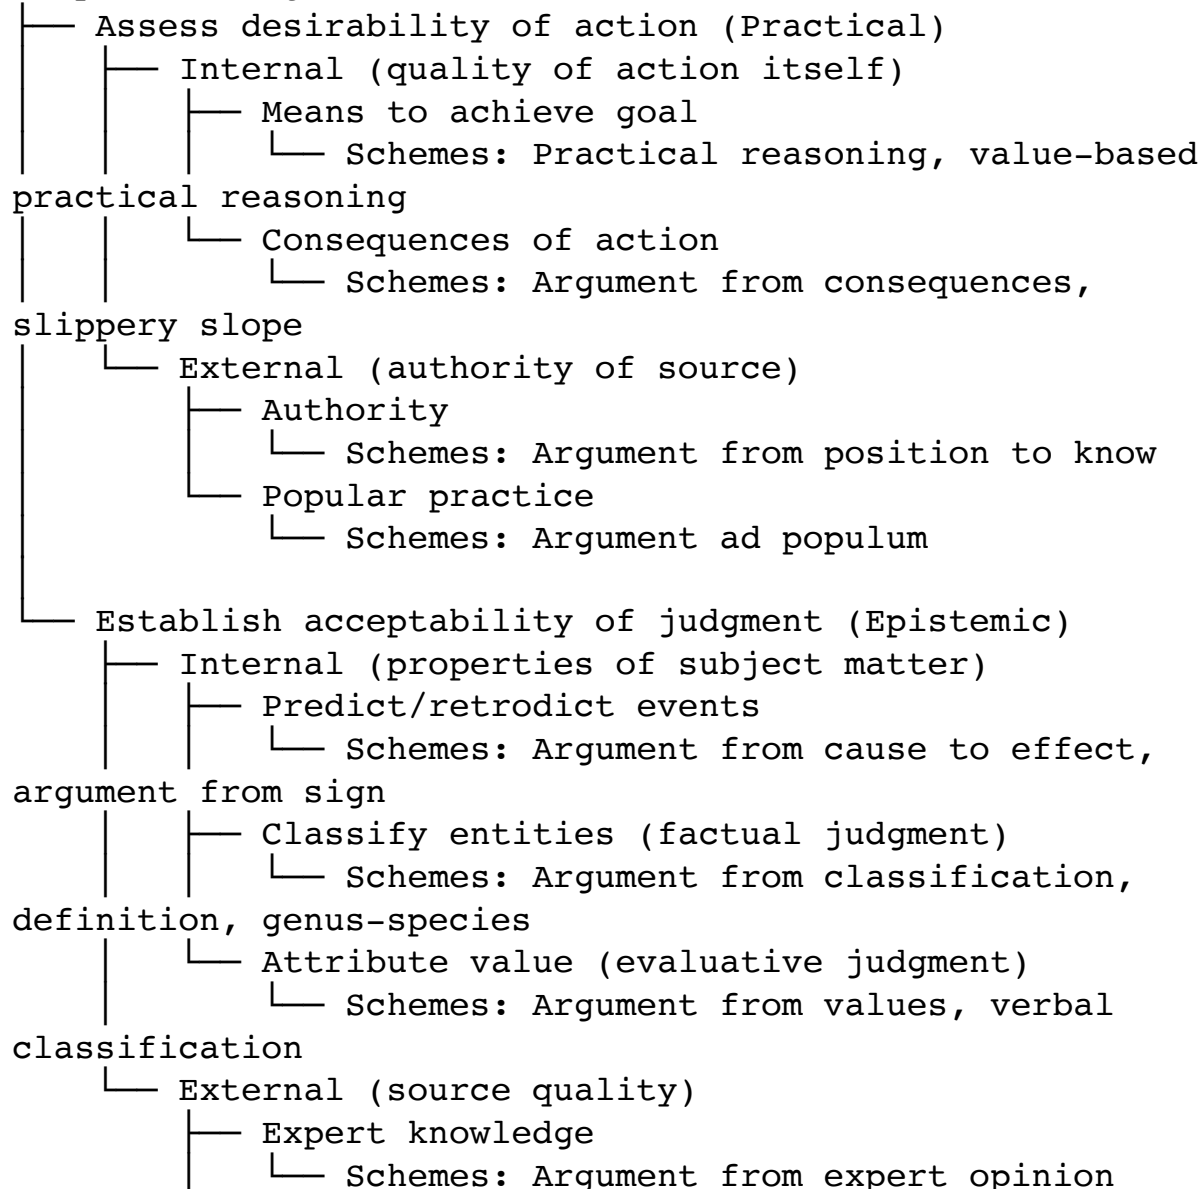 ├── Assess desirability of action (Practical)
│   ├── Internal (quality of action itself)
│   │   ├── Means to achieve goal
│   │   │   └── Schemes: Practical reasoning, value-based
practical reasoning
│   │   └── Consequences of action
│   │       └── Schemes: Argument from consequences,
slippery slope
│   └── External (authority of source)
│       ├── Authority
│       │   └── Schemes: Argument from position to know
│       └── Popular practice
│           └── Schemes: Argument ad populum
│
└── Establish acceptability of judgment (Epistemic)
    ├── Internal (properties of subject matter)
    │   ├── Predict/retrodict events
    │   │   └── Schemes: Argument from cause to effect,
argument from sign
    │   ├── Classify entities (factual judgment)
    │   │   └── Schemes: Argument from classification,
definition, genus-species
    │   └── Attribute value (evaluative judgment)
    │       └── Schemes: Argument from values, verbal
classification
    └── External (source quality)
        ├── Expert knowledge
        │   └── Schemes: Argument from expert opinion